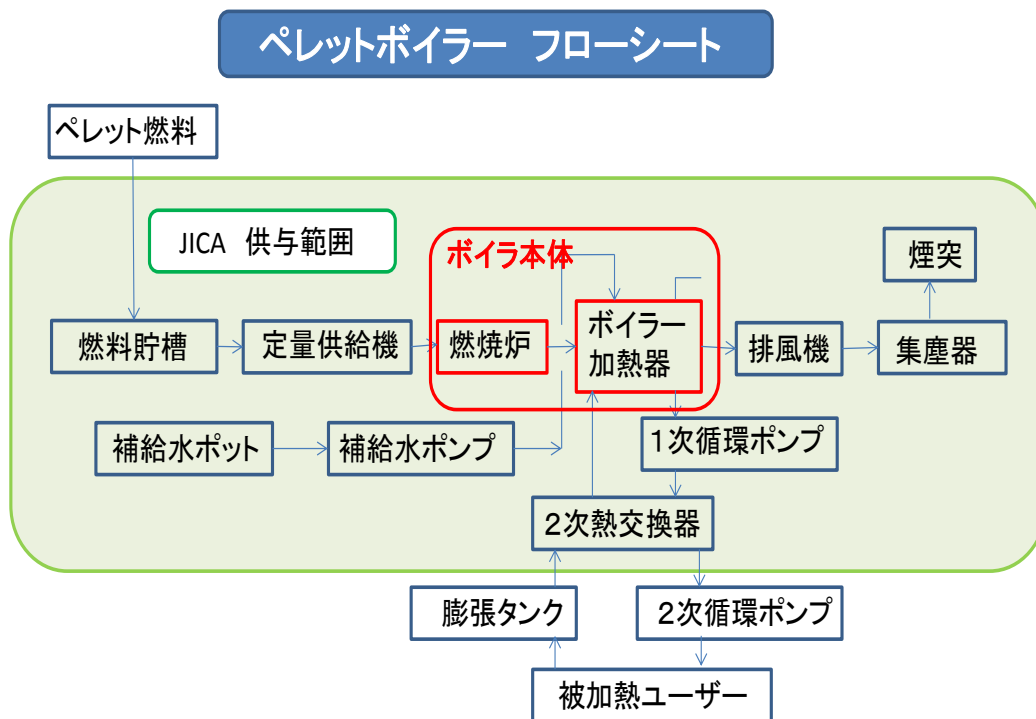 ペレットボイラー フローシート
ペレット燃料
JICA 供与範囲
ボイラ本体
煙突
燃料貯槽
定量供給機
燃焼炉
ボイラー
加熱器
排風機
集塵器
補給水ポット
補給水ポンプ
1次循環ポンプ
2次熱交換器
膨張タンク
2次循環ポンプ
被加熱ユーザー